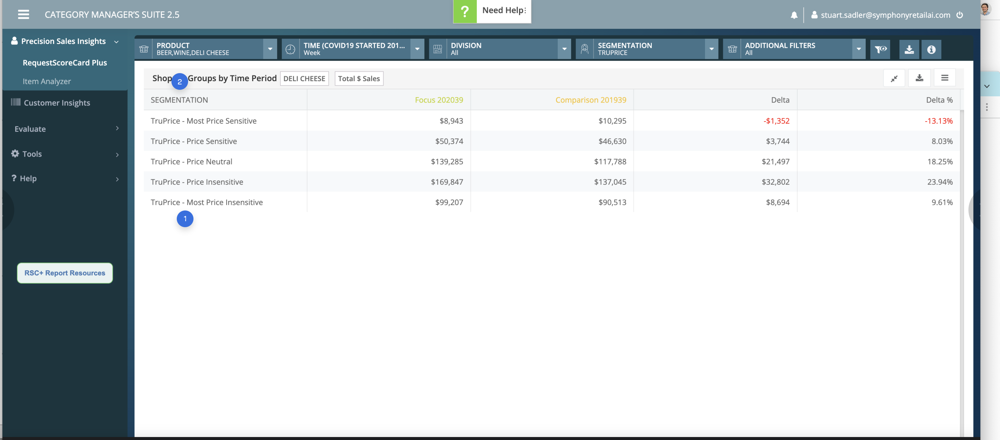 CATEGORY MANAGER'S SUITE 2.5
? Need Help:
stuart.sadler@symphonyretailai.com
Precision Sales Insights
RequestScoreCard Plus
Item Analyzer
Customer Insights
Evaluate
Tools
? Help
RSC+ Report Resources
PRODUCT
BEER,WINE,DELI CHEESE
TIME (COVID19 STARTED 201...
Week
DIVISION
All
SEGMENTATION
TRUPRICE
ADDITIONAL FILTERS
All
Shop 2 Groups by Time Period DELI CHEESE Total $ Sales
SEGMENTATION Focus 202039 Comparison 201939 Delta Delta %
TruPrice - Most Price Sensitive $8,943 $10,295 -$1,352 -13.13%
TruPrice - Price Sensitive $50,374 $46,630 $3,744 8.03%
TruPrice - Price Neutral $139,285 $117,788 $21,497 18.25%
TruPrice - Price Insensitive $169,847 $137,045 $32,802 23.94%
TruPrice - Most Price Insensitive $99,207 $90,513 $8,694 9.61%
1